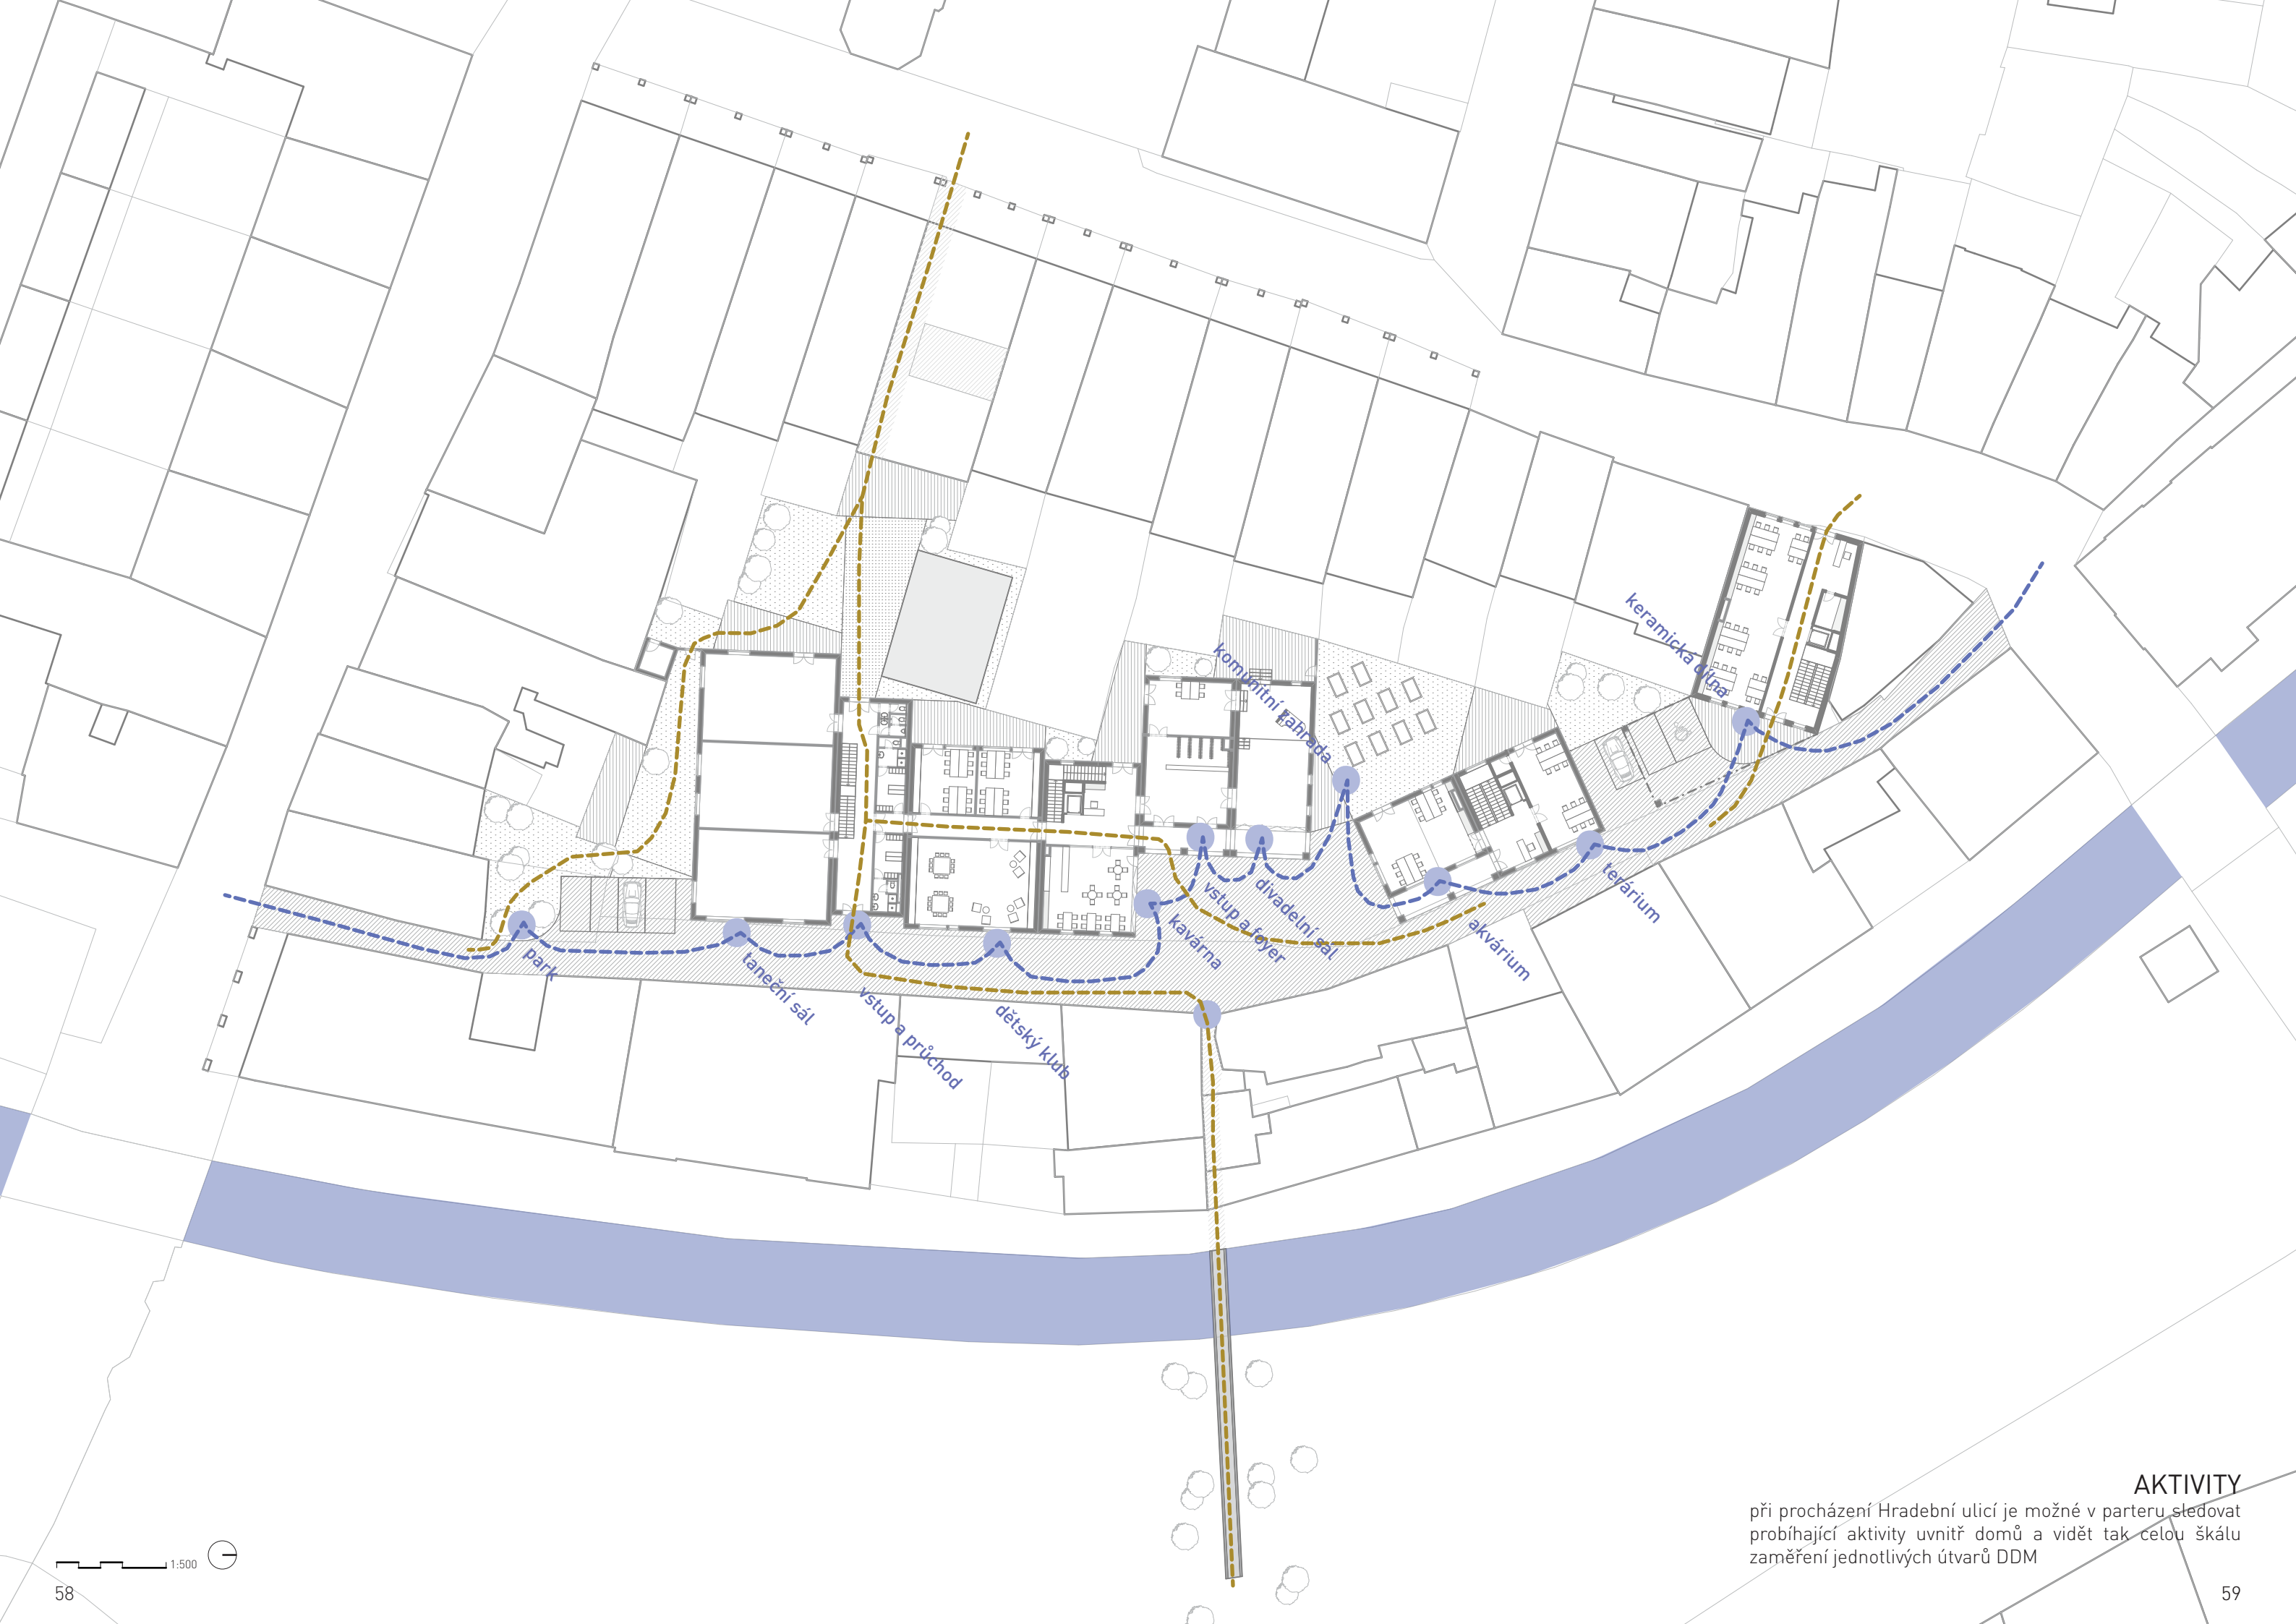 keramická dílna
komunitní zahrada
terárium
akvárium
divadelní sál
vstup a foyer
kavárna
park
taneční sál
vstup a průchod
dětský klub
AKTIVITY
při procházení Hradební ulicí je možné v parteru sledovat
probíhající aktivity uvnitř domů a vidět tak celou škálu
zaměření jednotlivých útvarů DDM
1:500
58
59